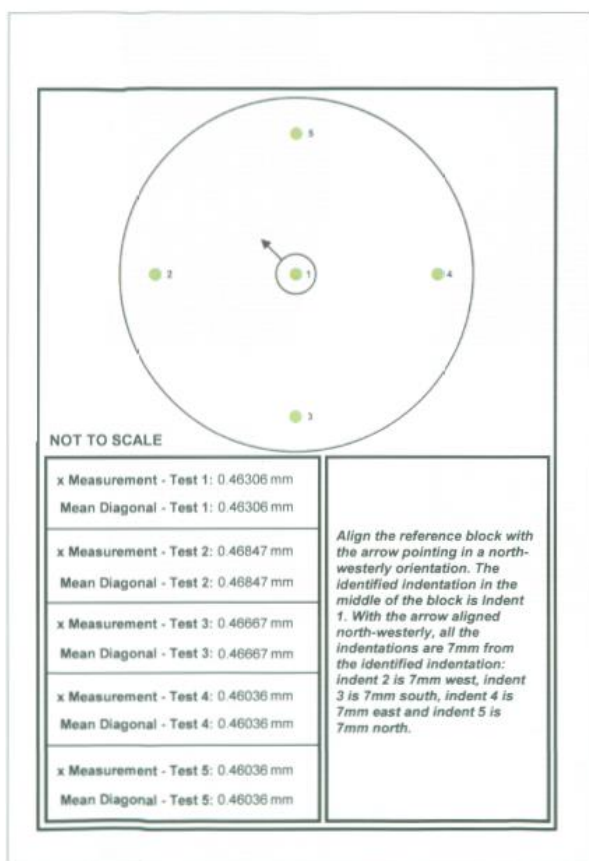 5
2
1
4
3
NOT TO SCALE
x Measurement - Test 1: 0.46306 mm
Mean Diagonal - Test 1: 0.46306 mm
x Measurement - Test 2: 0.46847 mm
Mean Diagonal - Test 2: 0.46847 mm
x Measurement - Test 3: 0.46667 mm
Mean Diagonal - Test 3: 0.46667 mm
x Measurement - Test 4: 0.46036 mm
Mean Diagonal - Test 4: 0.46036 mm
x Measurement - Test 5: 0.46036 mm
Mean Diagonal - Test 5: 0.46036 mm
Align the reference block with
the arrow pointing in a north-
westerly orientation. The
identified indentation in the
middle of the block is Indent
1. With the arrow aligned
north-westerly, all the
indentations are 7mm from
the identified indentation:
indent 2 is 7mm west, indent
3 is 7mm south, indent 4 is
7mm east and indent 5 is
7mm north.